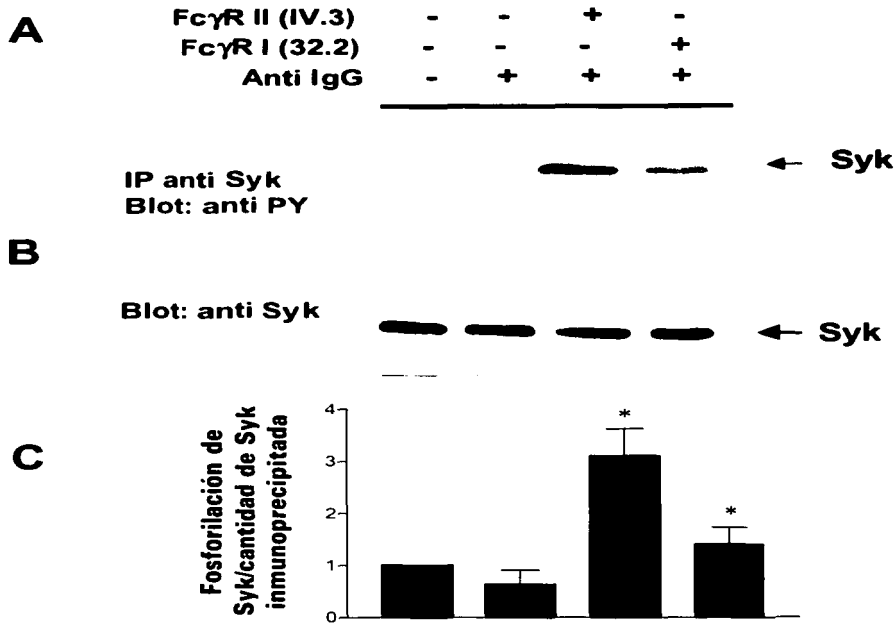 A
FcγR II (IV.3) - - + -
FcγR I (32.2) - - - +
Anti IgG - + + +
IP anti Syk
Blot: anti PY
Syk
B
Blot: anti Syk
Syk
C
Fosforilación de
Syk/cantidad de Syk
inmunoprecipitada
4
3
2
1
0
*
*